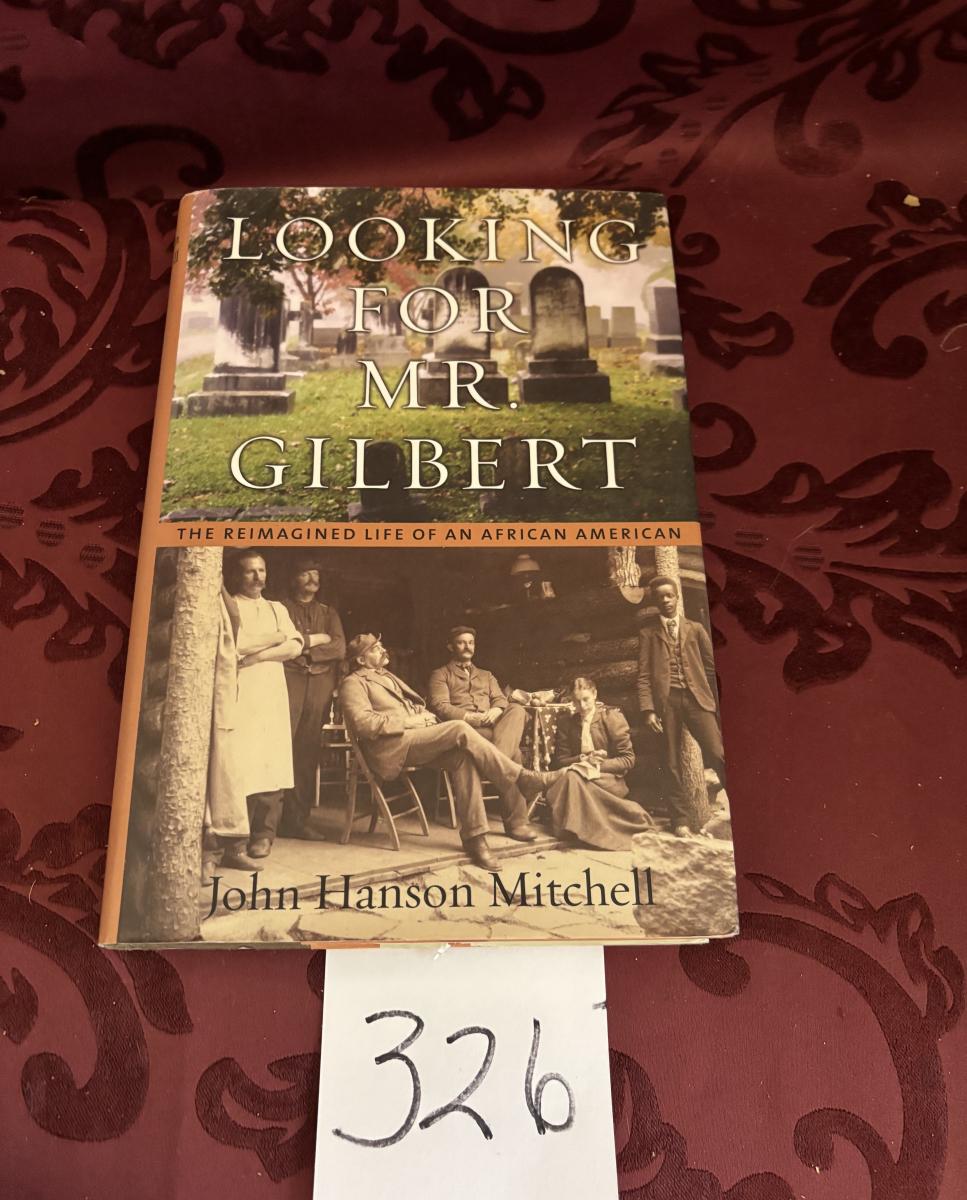 LOOKING
FOR
MR.
GILBERT
THE REIMAGINED LIFE OF AN AFRICAN AMERICAN
John Hanson Mitchell
326